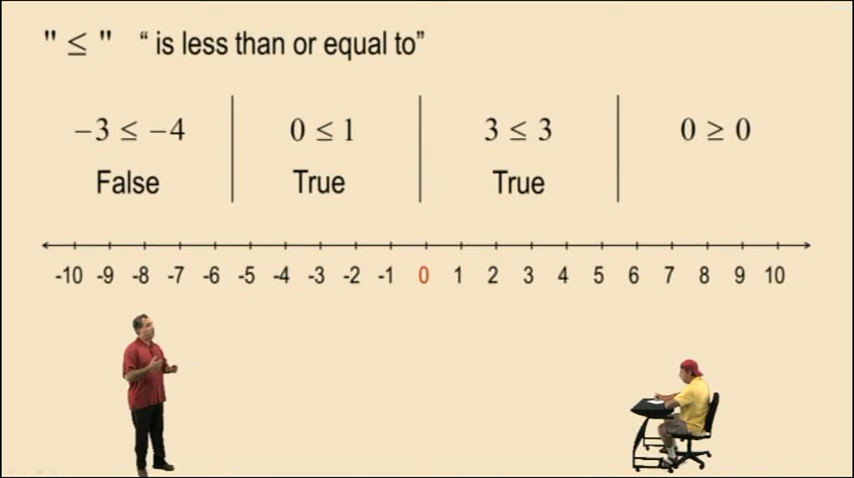 " ≤ " “ is less than or equal to”
−3 ≤ −4 0 ≤ 1 3 ≤ 3 0 ≥ 0
False True True
-10 -9 -8 -7 -6 -5 -4 -3 -2 -1 0 1 2 3 4 5 6 7 8 9 10